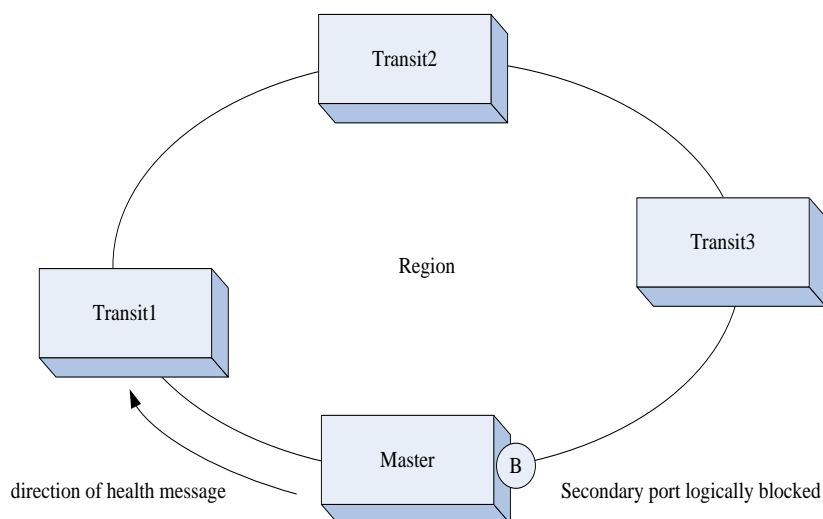 Transit2
Transit3
Region
Transit1
Master
B
direction of health message
Secondary port logically blocked